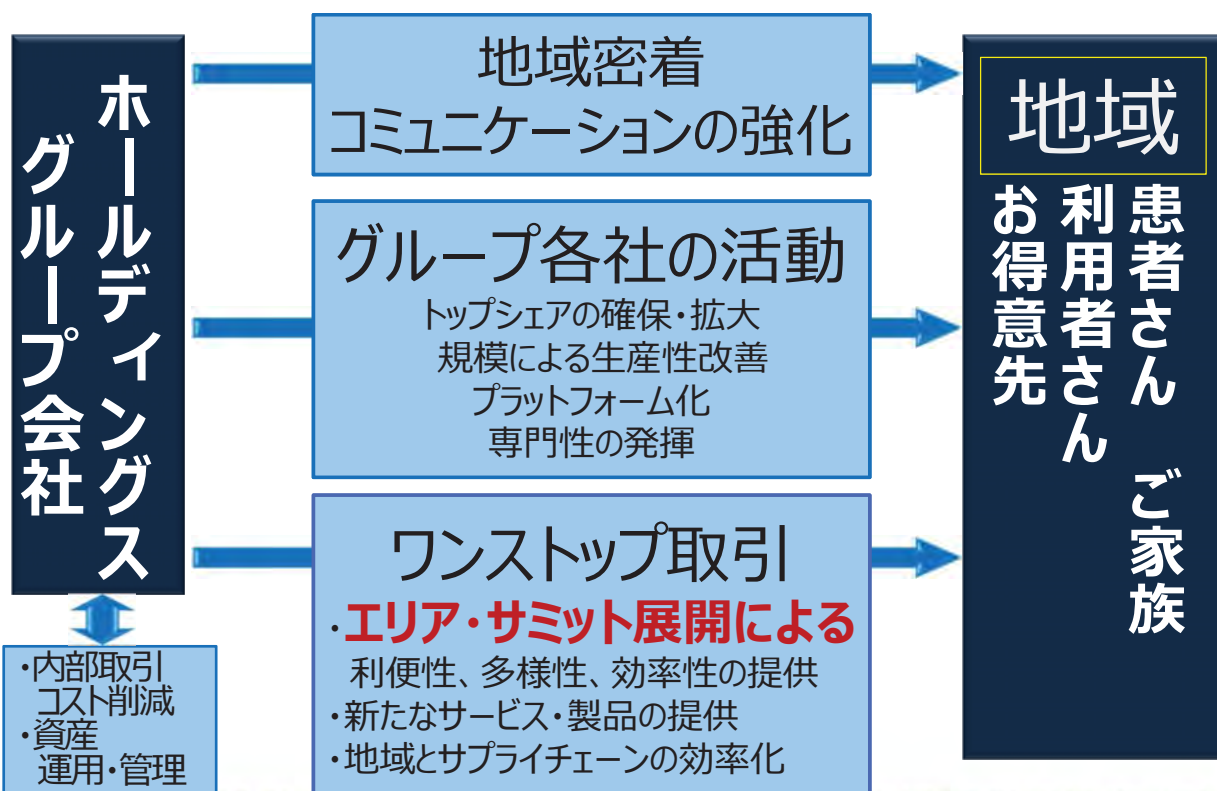 ホールディングス
グループ会社
・内部取引
コスト削減
・資産
運用・管理
地域密着
コミュニケーションの強化
グループ各社の活動
トップシェアの確保・拡大
規模による生産性改善
プラットフォーム化
専門性の発揮
ワンストップ取引
・エリア・サミット展開による
利便性、多様性、効率性の提供
・新たなサービス・製品の提供
・地域とサプライチェーンの効率化
地域
患者さん　ご家族
利用者さん
お得意先